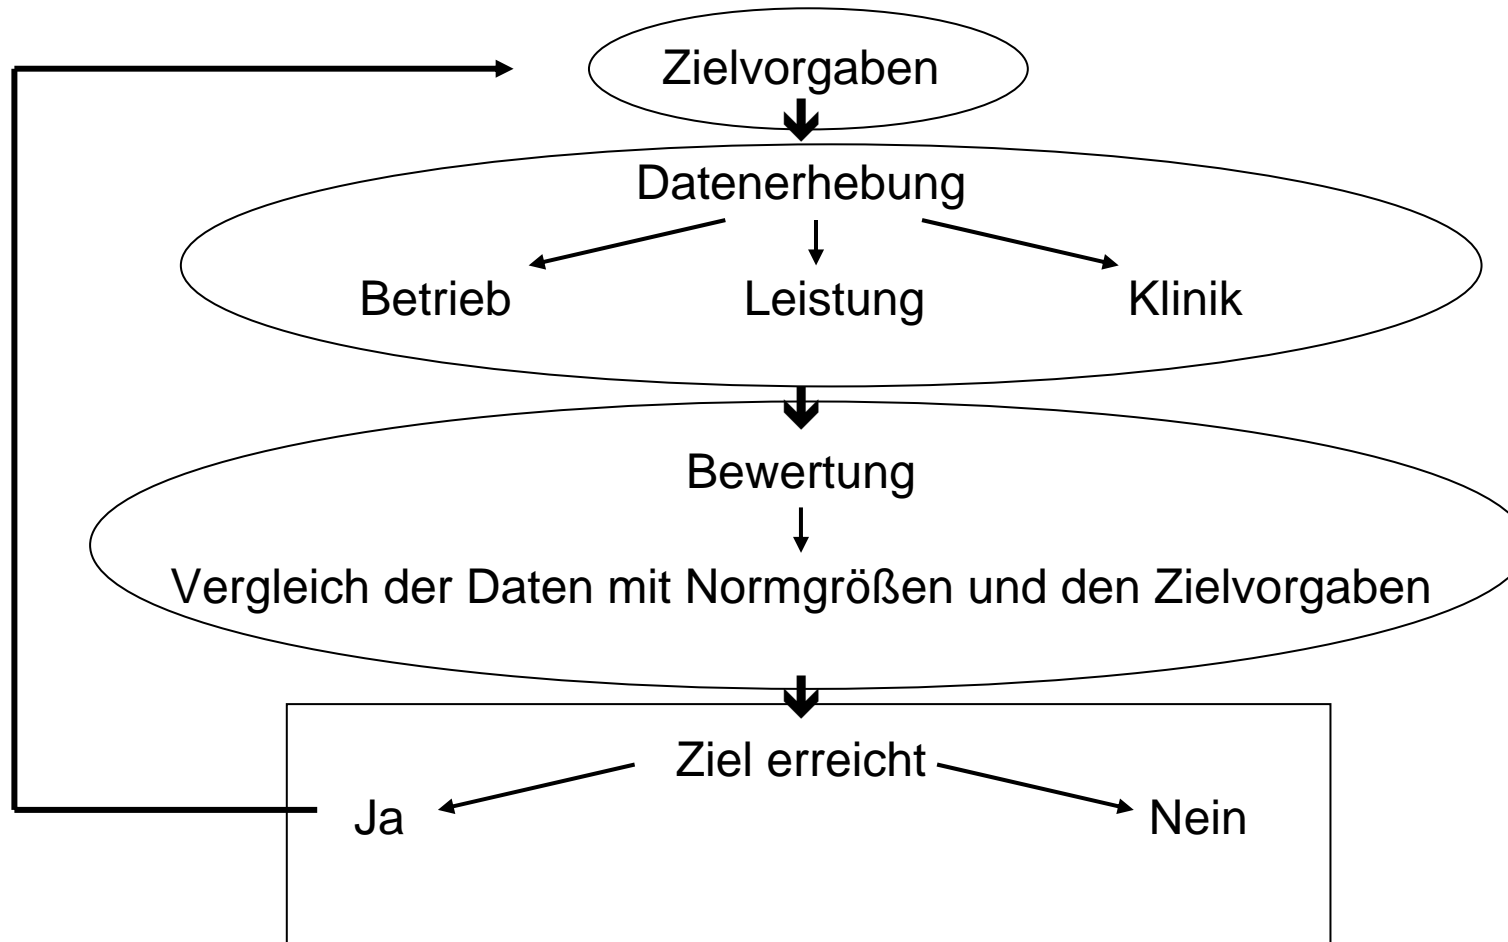 Zielvorgaben
Datenerhebung
Betrieb Leistung Klinik
Bewertung
Vergleich der Daten mit Normgrößen und den Zielvorgaben
Ziel erreicht
Ja Nein